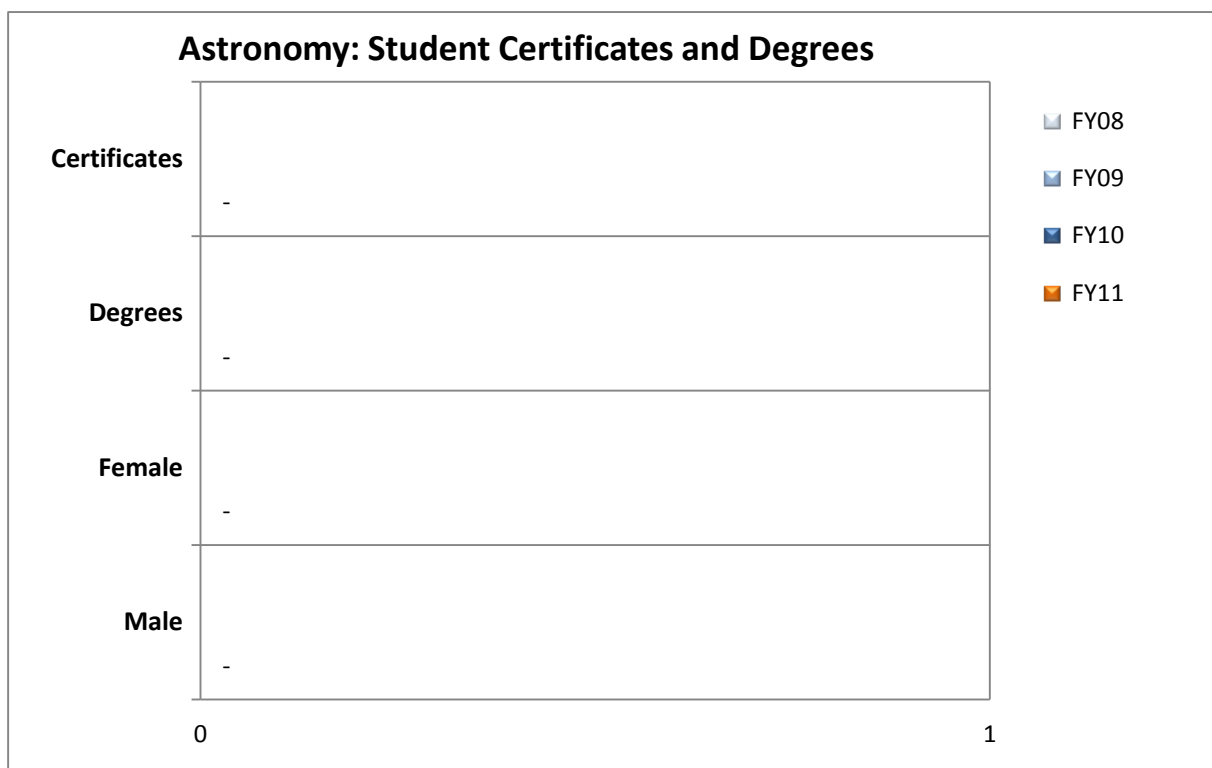 Astronomy: Student Certificates and Degrees
Certificates
-
Degrees
-
Female
-
Male
-
0 1
FY08
FY09
FY10
FY11